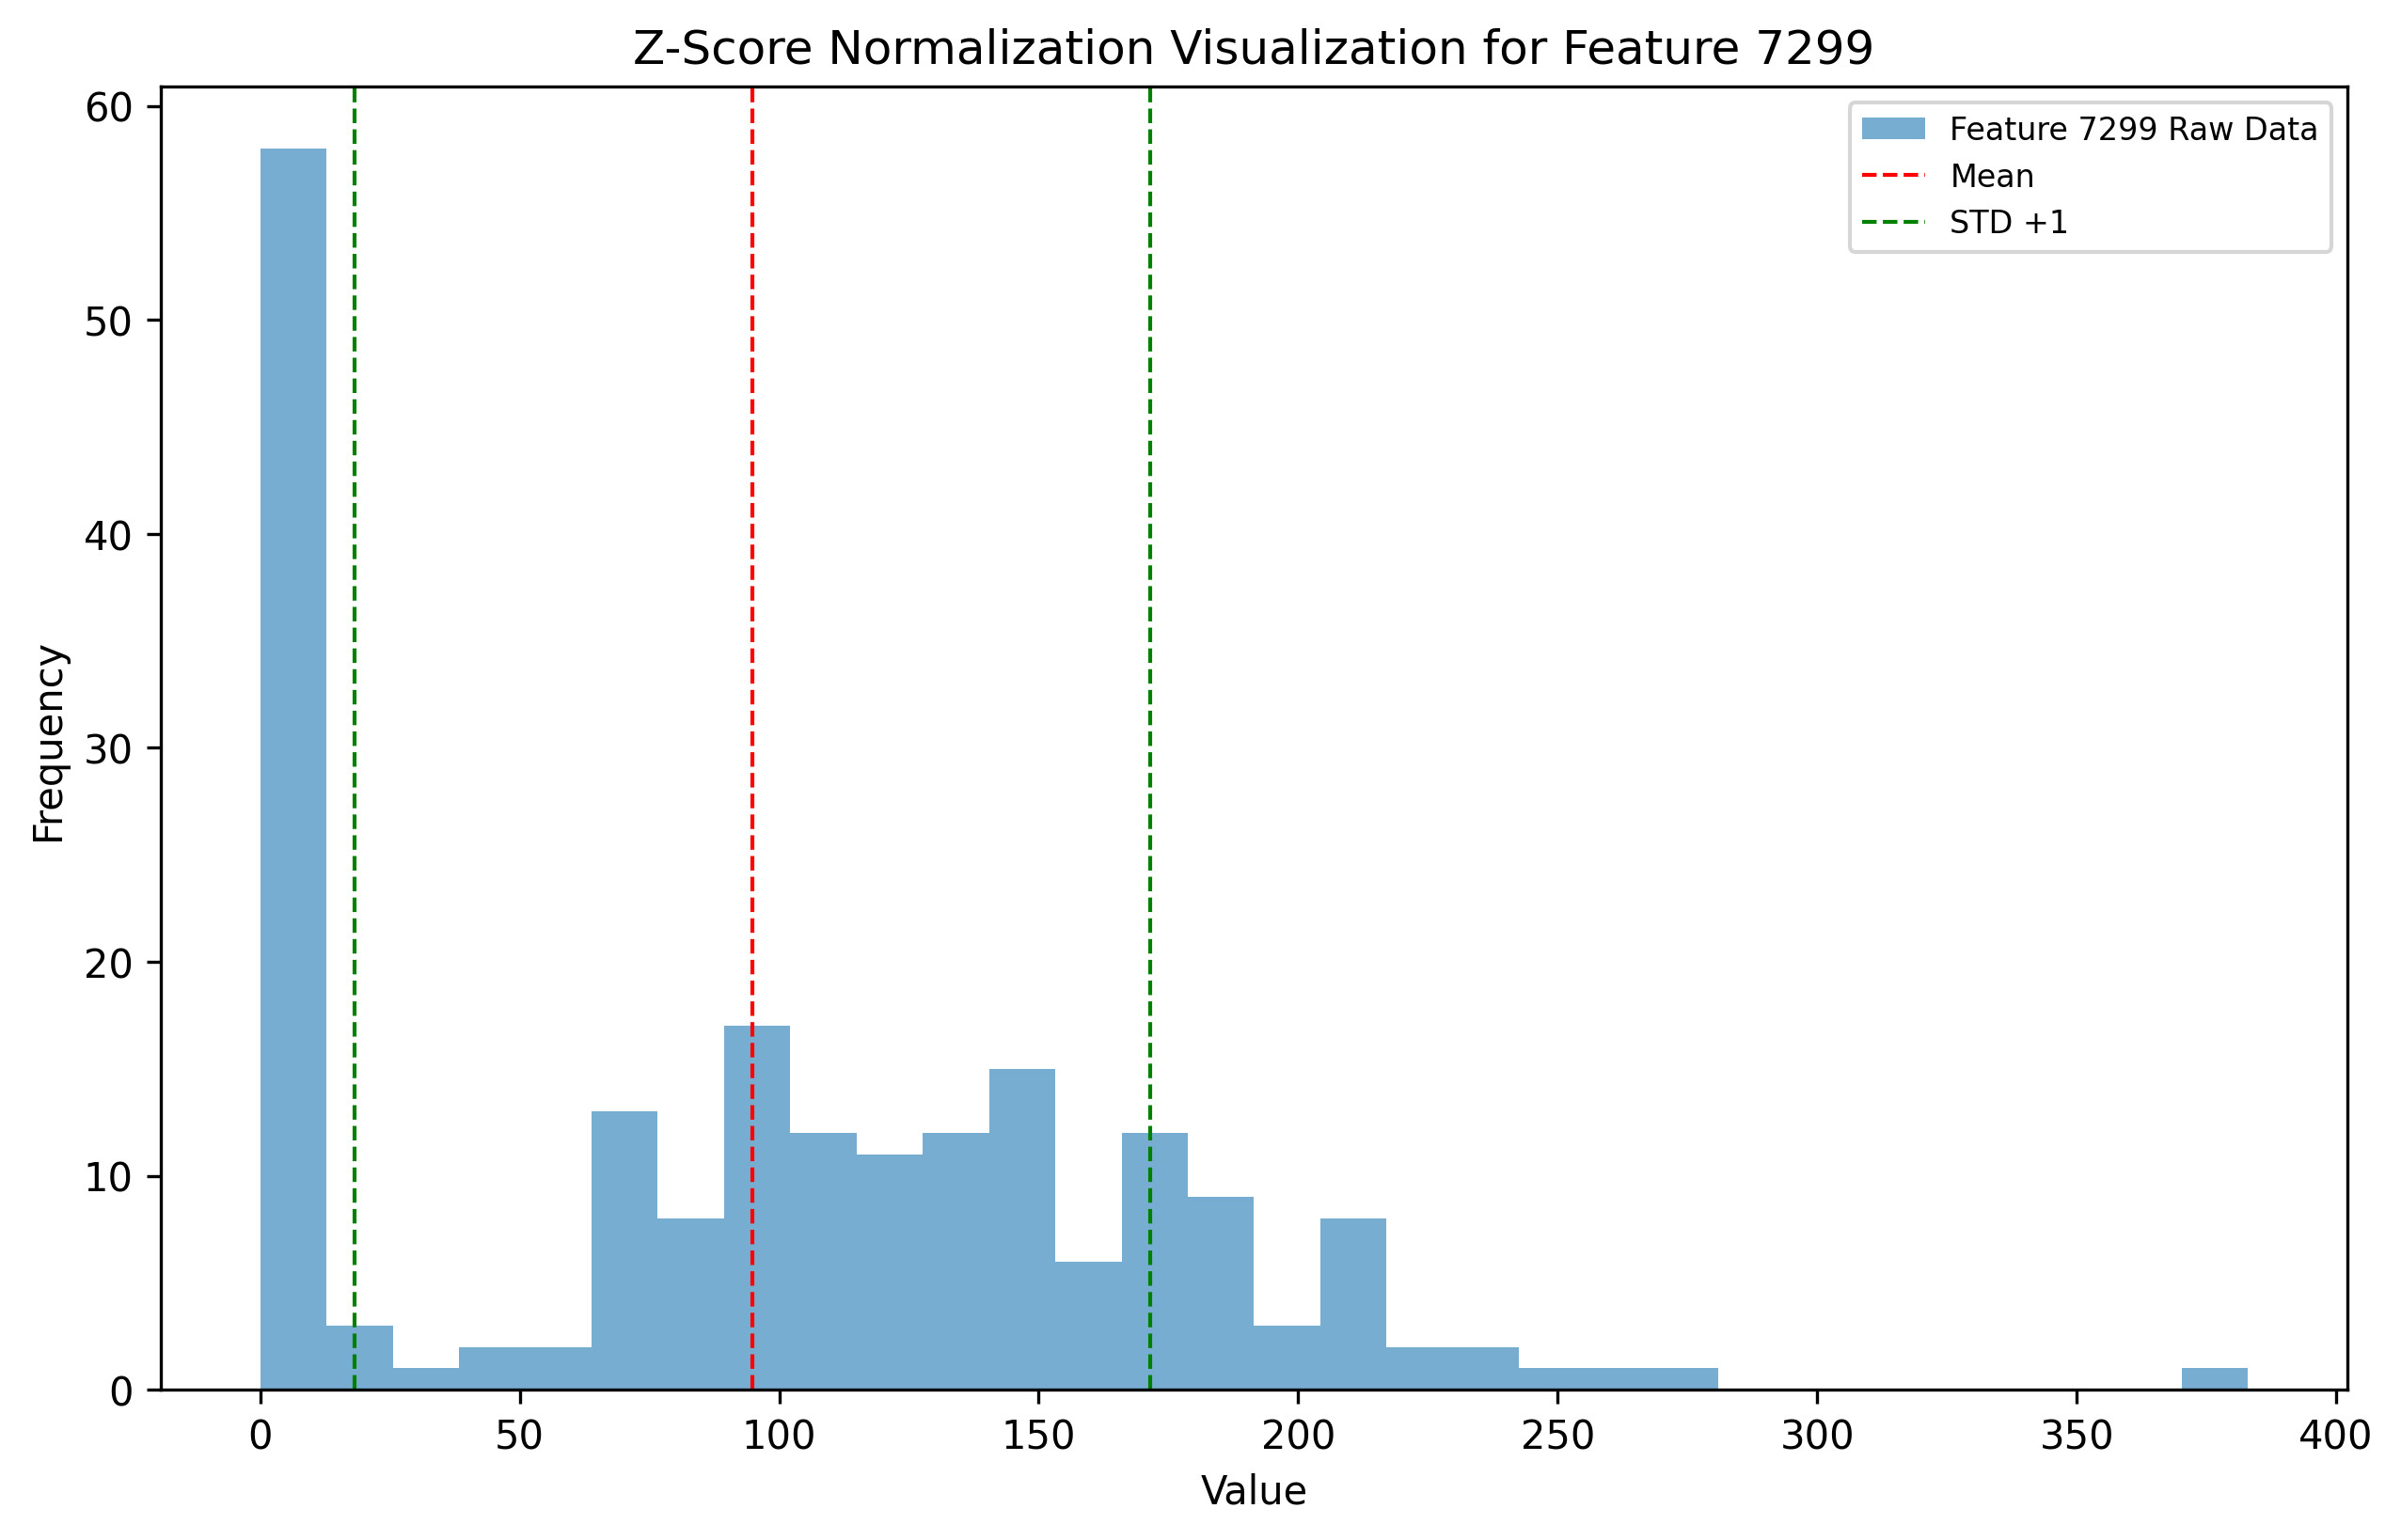 Z-Score Normalization Visualization for Feature 7299
60
50
40
30
20
10
0
Frequency
Feature 7299 Raw Data
Mean
STD +1
0 50 100 150 200 250 300 350 400
Value